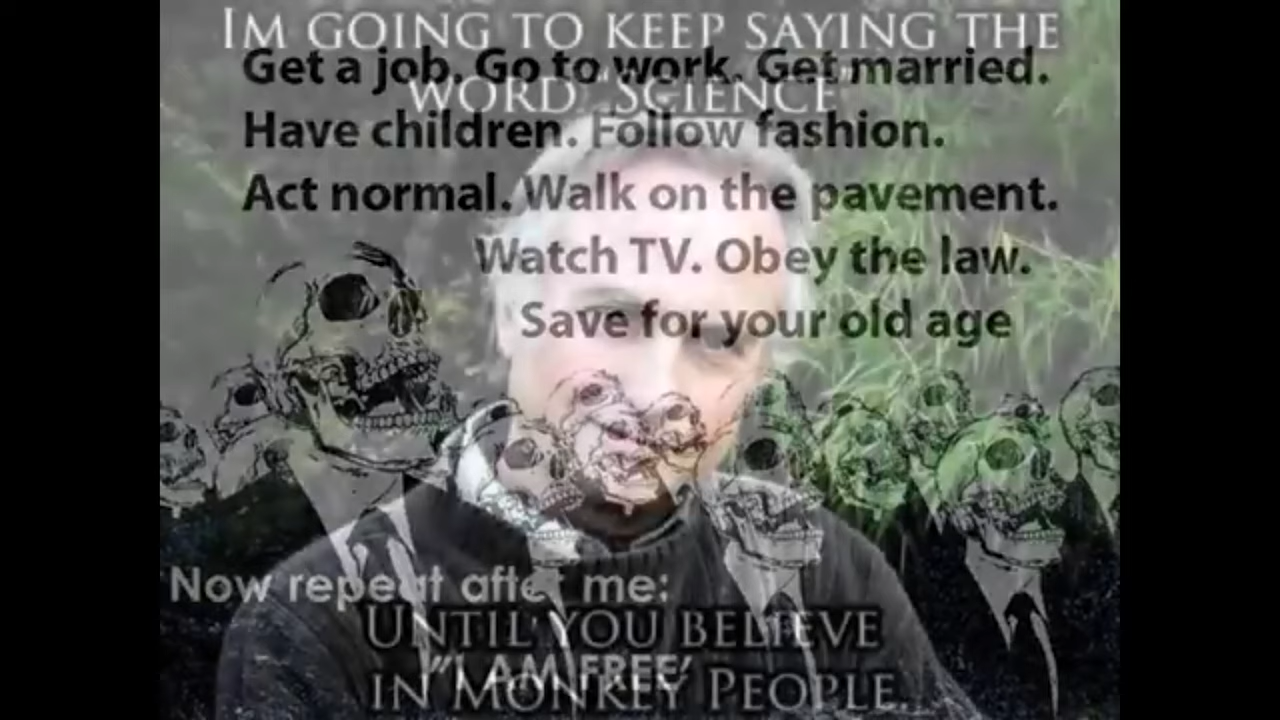 IM GOING TO KEEP SAYING THE
Get a job. Go to work. Get married.
WORD "SCIENCE"
Have children. Follow fashion.
Act normal. Walk on the pavement.
Watch TV. Obey the law.
Save for your old age
Now repeat after me:
UNTIL YOU BELIEVE
"I AM FREE'
IN MONKEY PEOPLE.